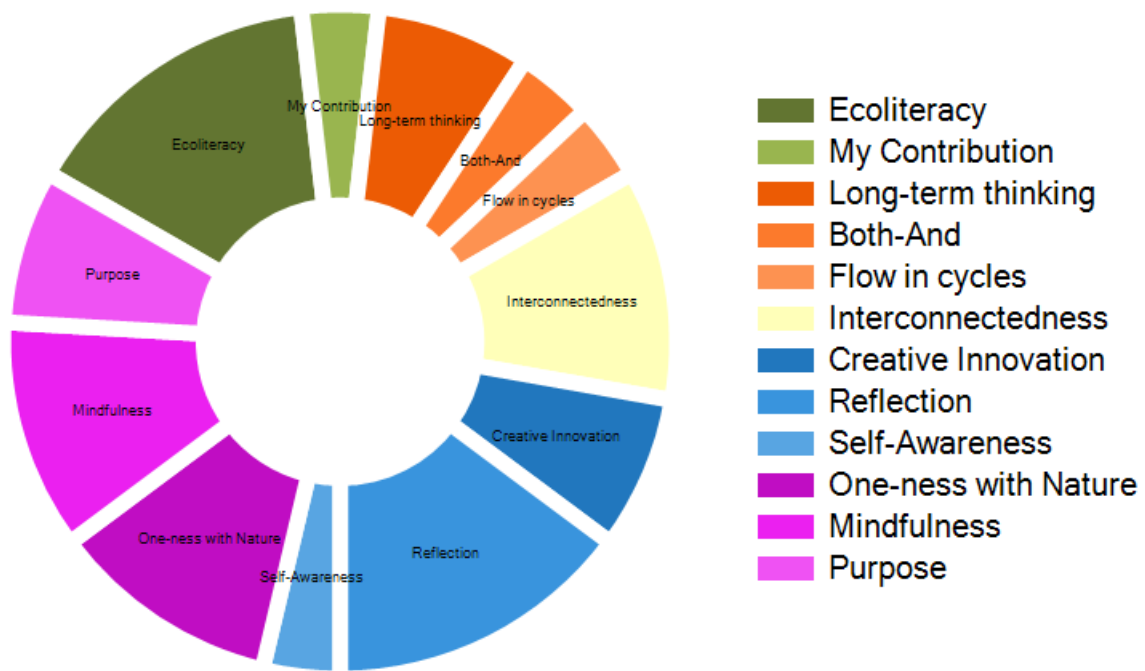 My Contribution
Long-term thinking
Ecoliteracy
Both-And
Flow in cycles
Purpose
Interconnectedness
Mindfulness
Creative Innovation
One-ness with Nature
Reflection
Self-Awareness
Ecoliteracy
My Contribution
Long-term thinking
Both-And
Flow in cycles
Interconnectedness
Creative Innovation
Reflection
Self-Awareness
One-ness with Nature
Mindfulness
Purpose